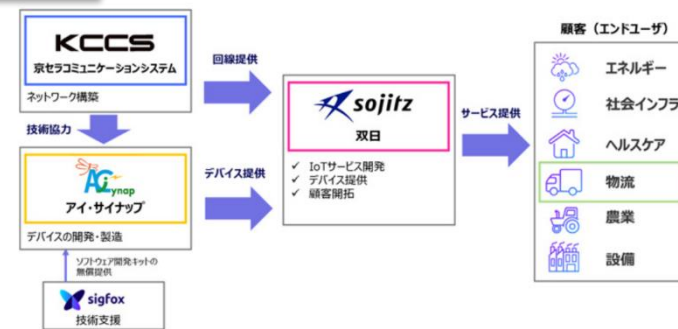 KCCS
京セラコミュニケーションシステム
ネットワーク構築
回線提供
技術協力
Aiynap
アイ・サイナップ
デバイスの開発・製造
デバイス提供
ソフトウェア開発キットの
無償提供
sigfox
技術支援
sojitz
双日
✓ IoTサービス開発
✓ デバイス提供
✓ 顧客開拓
サービス提供
顧客(エンドユーザ)
エネルギー
社会インフラ
ヘルスケア
物流
農業
設備